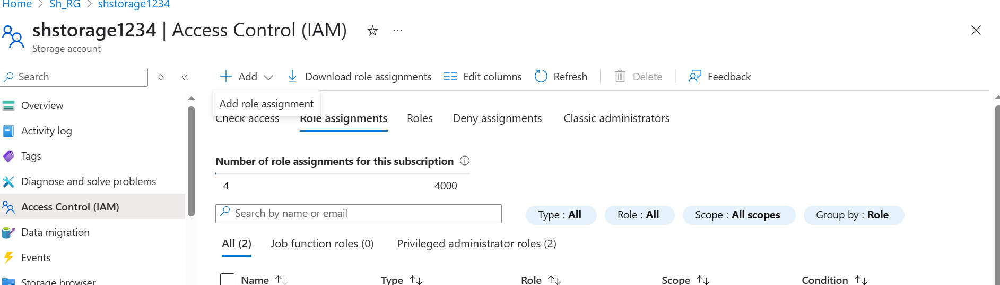 Home > Sh_RG > shstorage1234
shstorage1234 | Access Control (IAM) ☆ ...
Storage account
Search
Add
Download role assignments
Edit columns
Refresh
Delete
Feedback
Add role assignment
Overview
Activity log
Tags
Diagnose and solve problems
Access Control (IAM)
Data migration
Events
Storage browser
Check access
Role assignments
Roles
Deny assignments
Classic administrators
Number of role assignments for this subscription
4
4000
Search by name or email
Type : All
Role : All
Scope : All scopes
Group by : Role
All (2)
Job function roles (0)
Privileged administrator roles (2)
Name
Type
Role
Scope
Condition